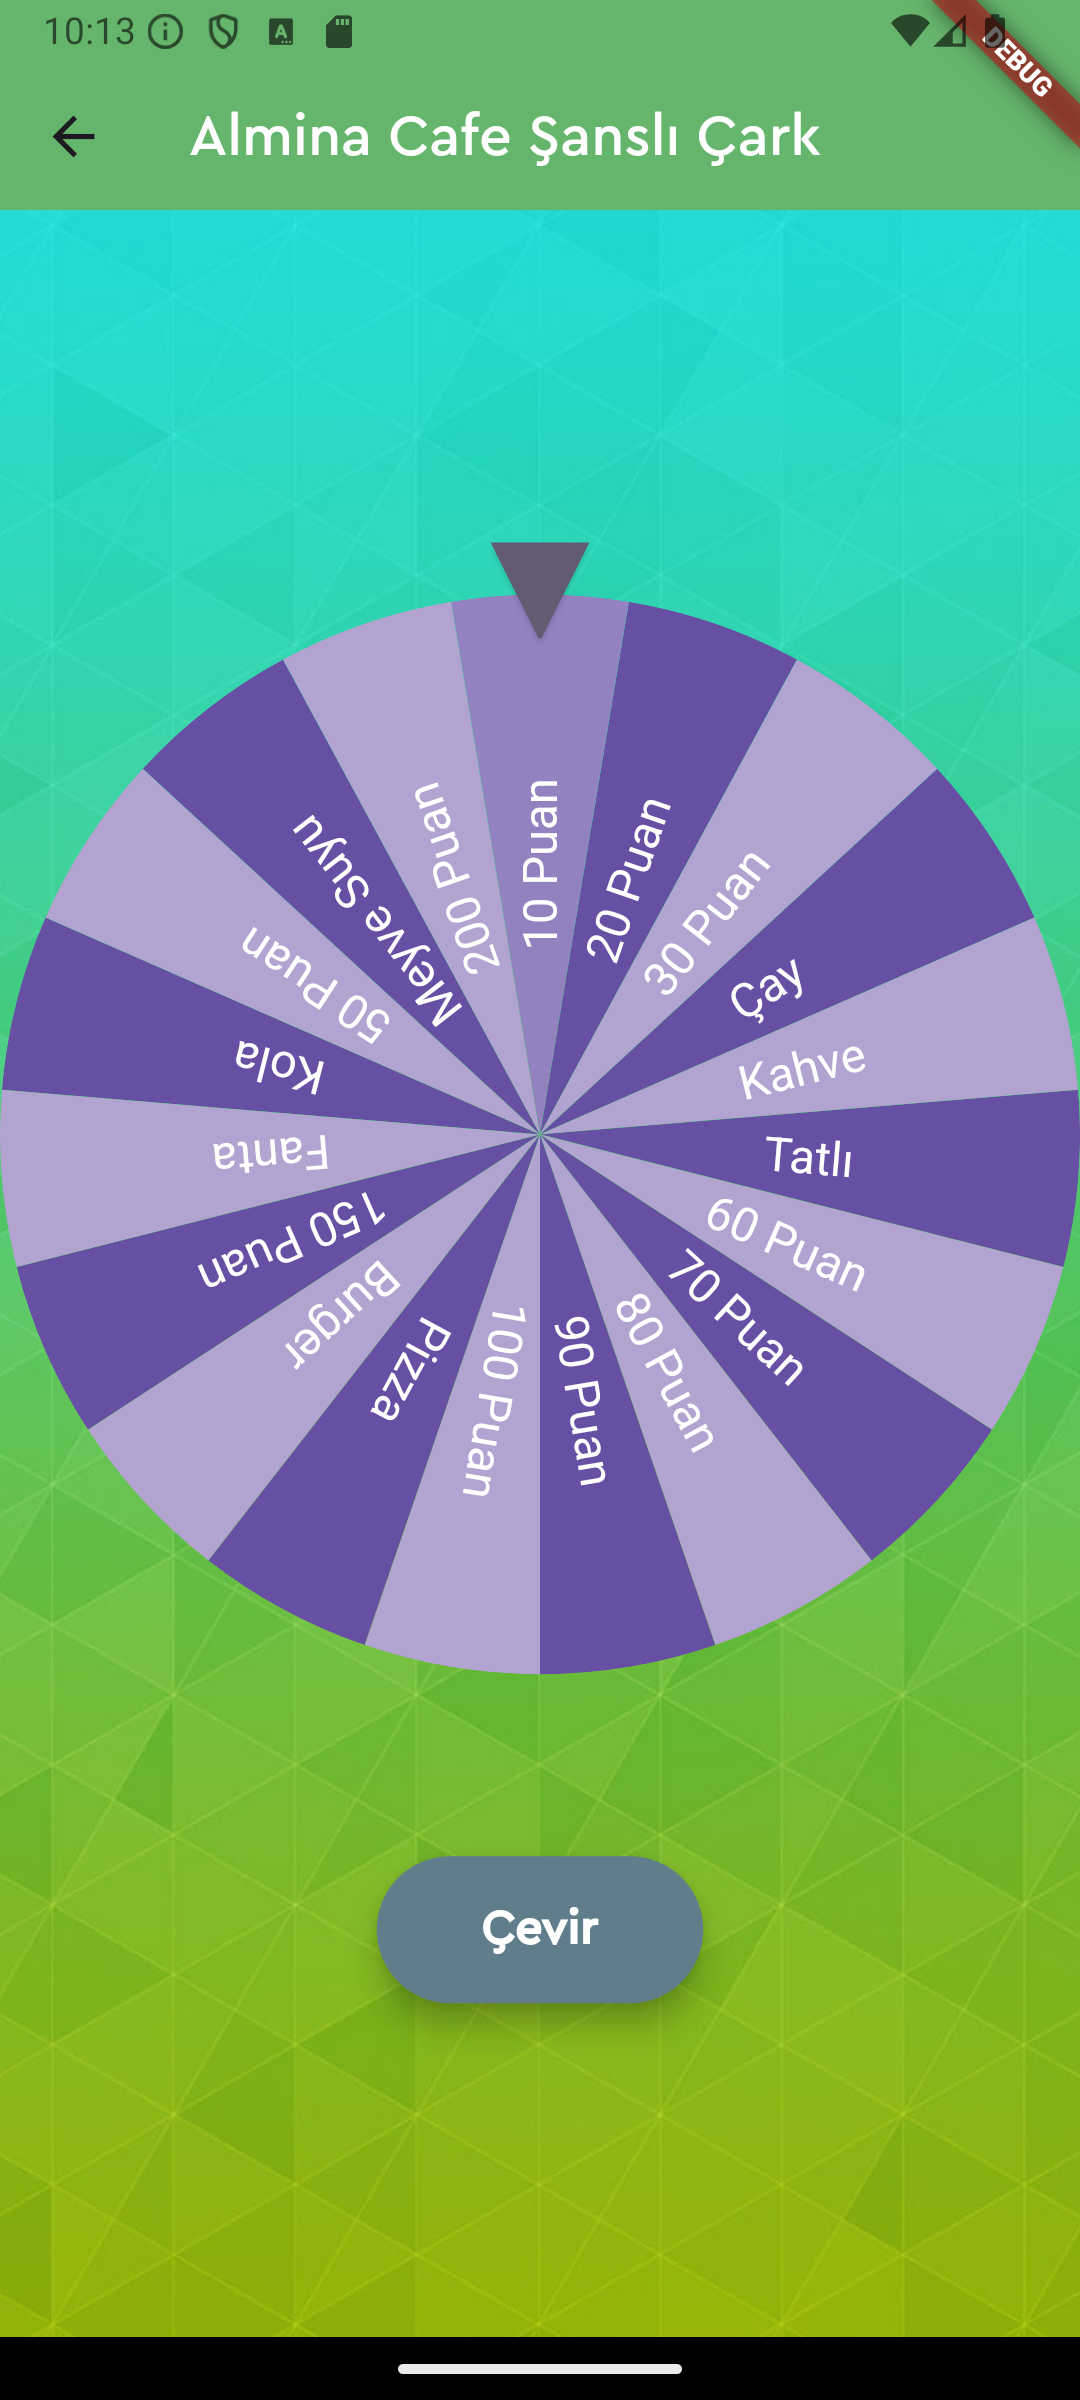 10:13
DEBUG
Almina Cafe Şanslı Çark
10 Puan
20 Puan
30 Puan
Çay
Kahve
Tatlı
60 Puan
70 Puan
80 Puan
90 Puan
100 Puan
Pizza
Burger
150 Puan
Fanta
Kola
50 Puan
Meyve Suyu
200 Puan
Çevir